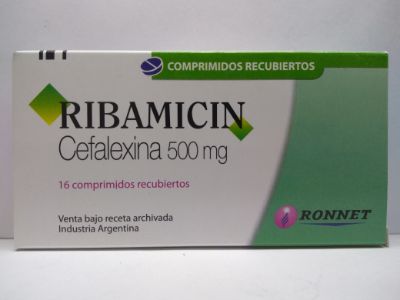 COMPRIMIDOS RECUBIERTOS
RIBAMICIN
Cefalexina 500 mg
16 comprimidos recubiertos
Venta bajo receta archivada
Industria Argentina
RONNET